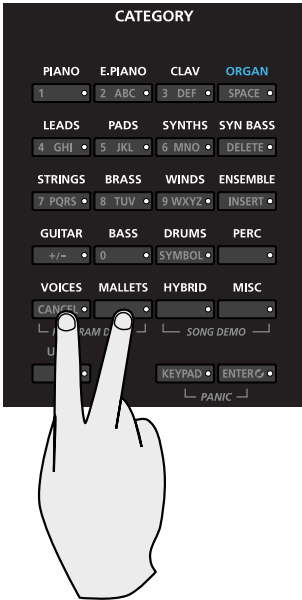 CATEGORY
PIANO E.PIANO CLAV ORGAN
1 2 ABC 3 DEF SPACE
LEADS PADS SYNTHS SYN BASS
4 GHI 5 JKL 6 MNO DELETE
STRINGS BRASS WINDS ENSEMBLE
7 PQRS 8 TUV 9 WXYZ INSERT
GUITAR BASS DRUMS PERC
+/– 0 SYMBOL
VOICES MALLETS HYBRID MISC
CANCEL
SONG DEMO
KEYPAD ENTER
PANIC